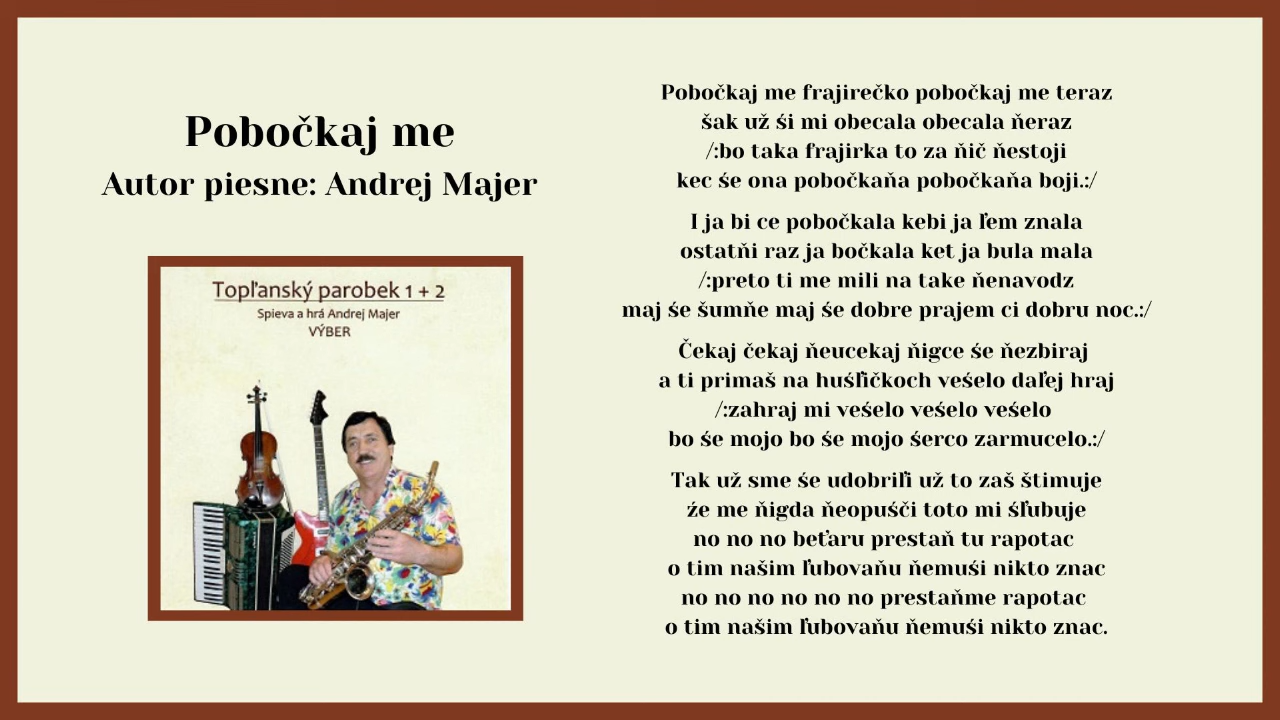 Pobočkaj me
Autor piesne: Andrej Majer
Topľanský parobek 1 + 2
Spieva a hrá Andrej Majer
VÝBER
Pobočkaj me frajirečko pobočkaj me teraz
šak už śi mi obecala obecala ňeraz
/:bo taka frajirka to za ňič ňestoji
kec śe ona pobočkaňa pobočkaňa boji.:/
I ja bi ce pobočkala kebi ja ľem znala
ostatňi raz ja bočkala ket ja bula mala
/:preto ti me mili na take ňenavodz
maj śe šumňe maj śe dobre prajem ci dobru noc.:/
Čekaj čekaj ňeucekaj ňigce śe ňezbiraj
a ti primaš na huśľičkoch veśelo daľej hraj
/:zahraj mi veśelo veśelo veśelo
bo śe mojo bo śe mojo śerco zarmucelo.:/
Tak už sme śe udobriľi už to zaš štimuje
źe me ňigda ňeopuśči toto mi śľubuje
no no no beťaru prestaň tu rapotac
o tim našim ľubovaňu ňemuśi nikto znac
no no no no no no prestaňme rapotac
o tim našim ľubovaňu ňemuśi nikto znac.